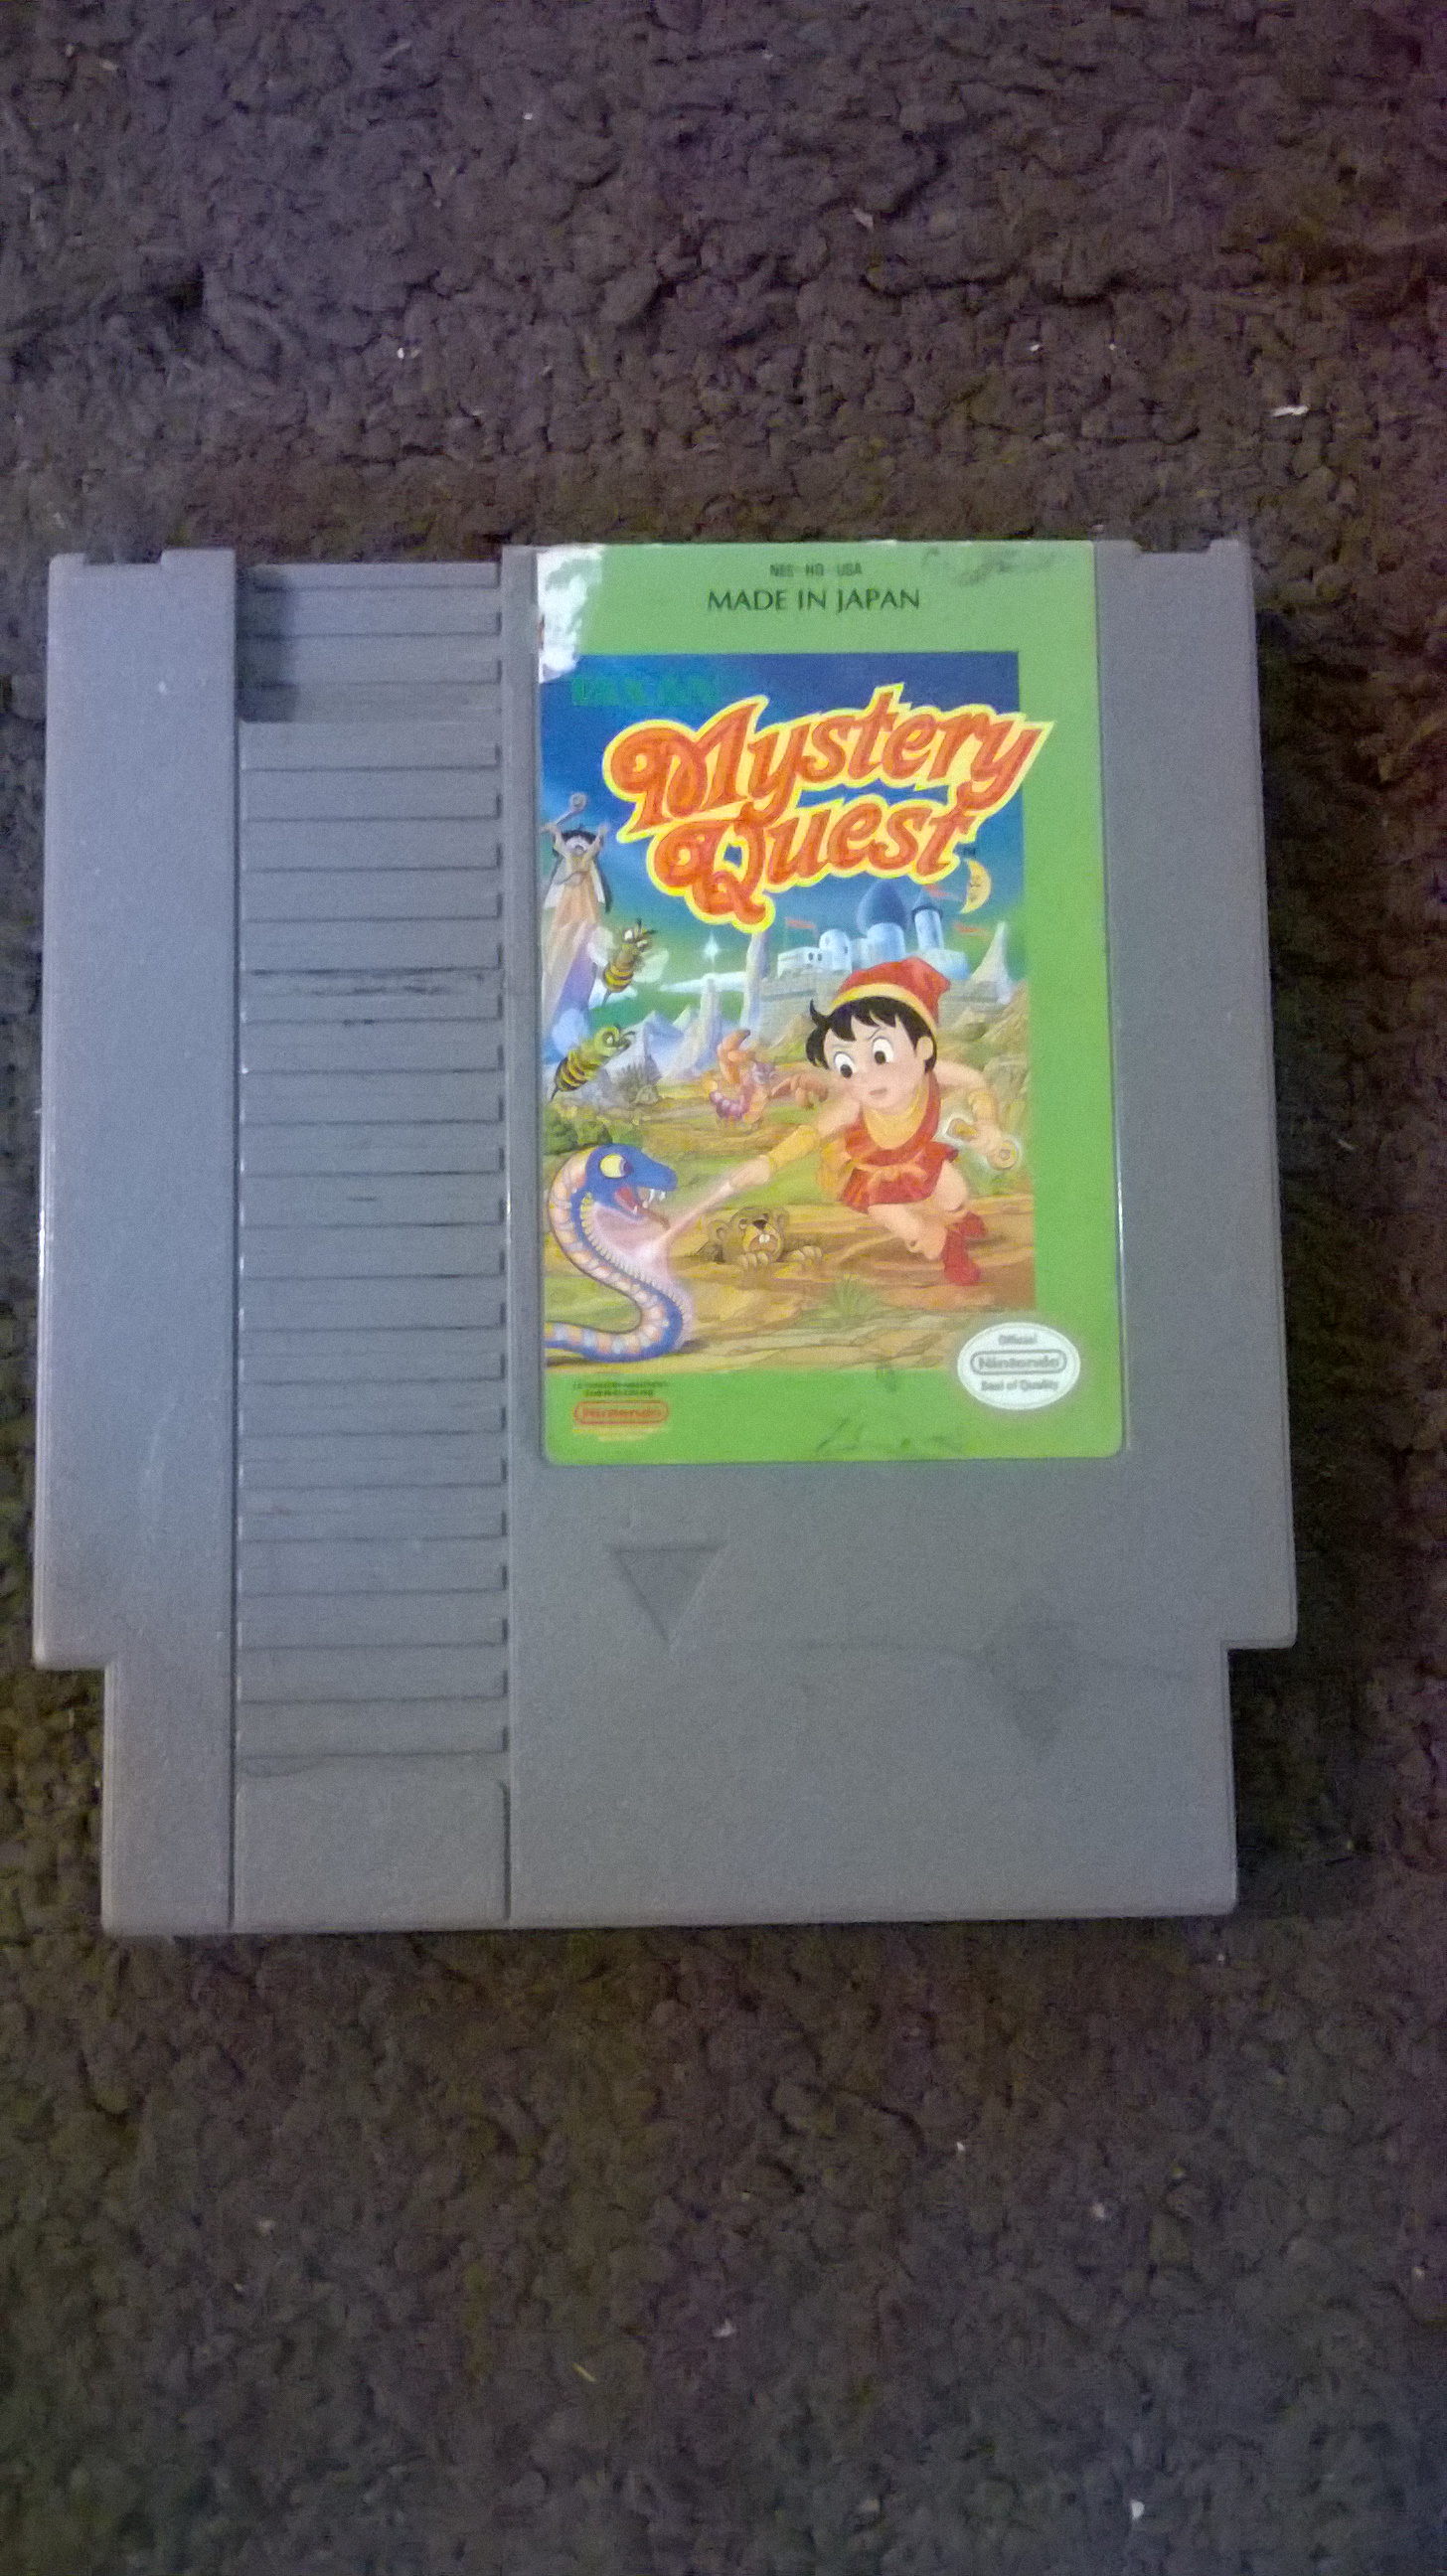 NES HQ USA
MADE IN JAPAN
TAXAN
Mystery
Quest
TM
Official
Nintendo
Seal of Quality
Nintendo